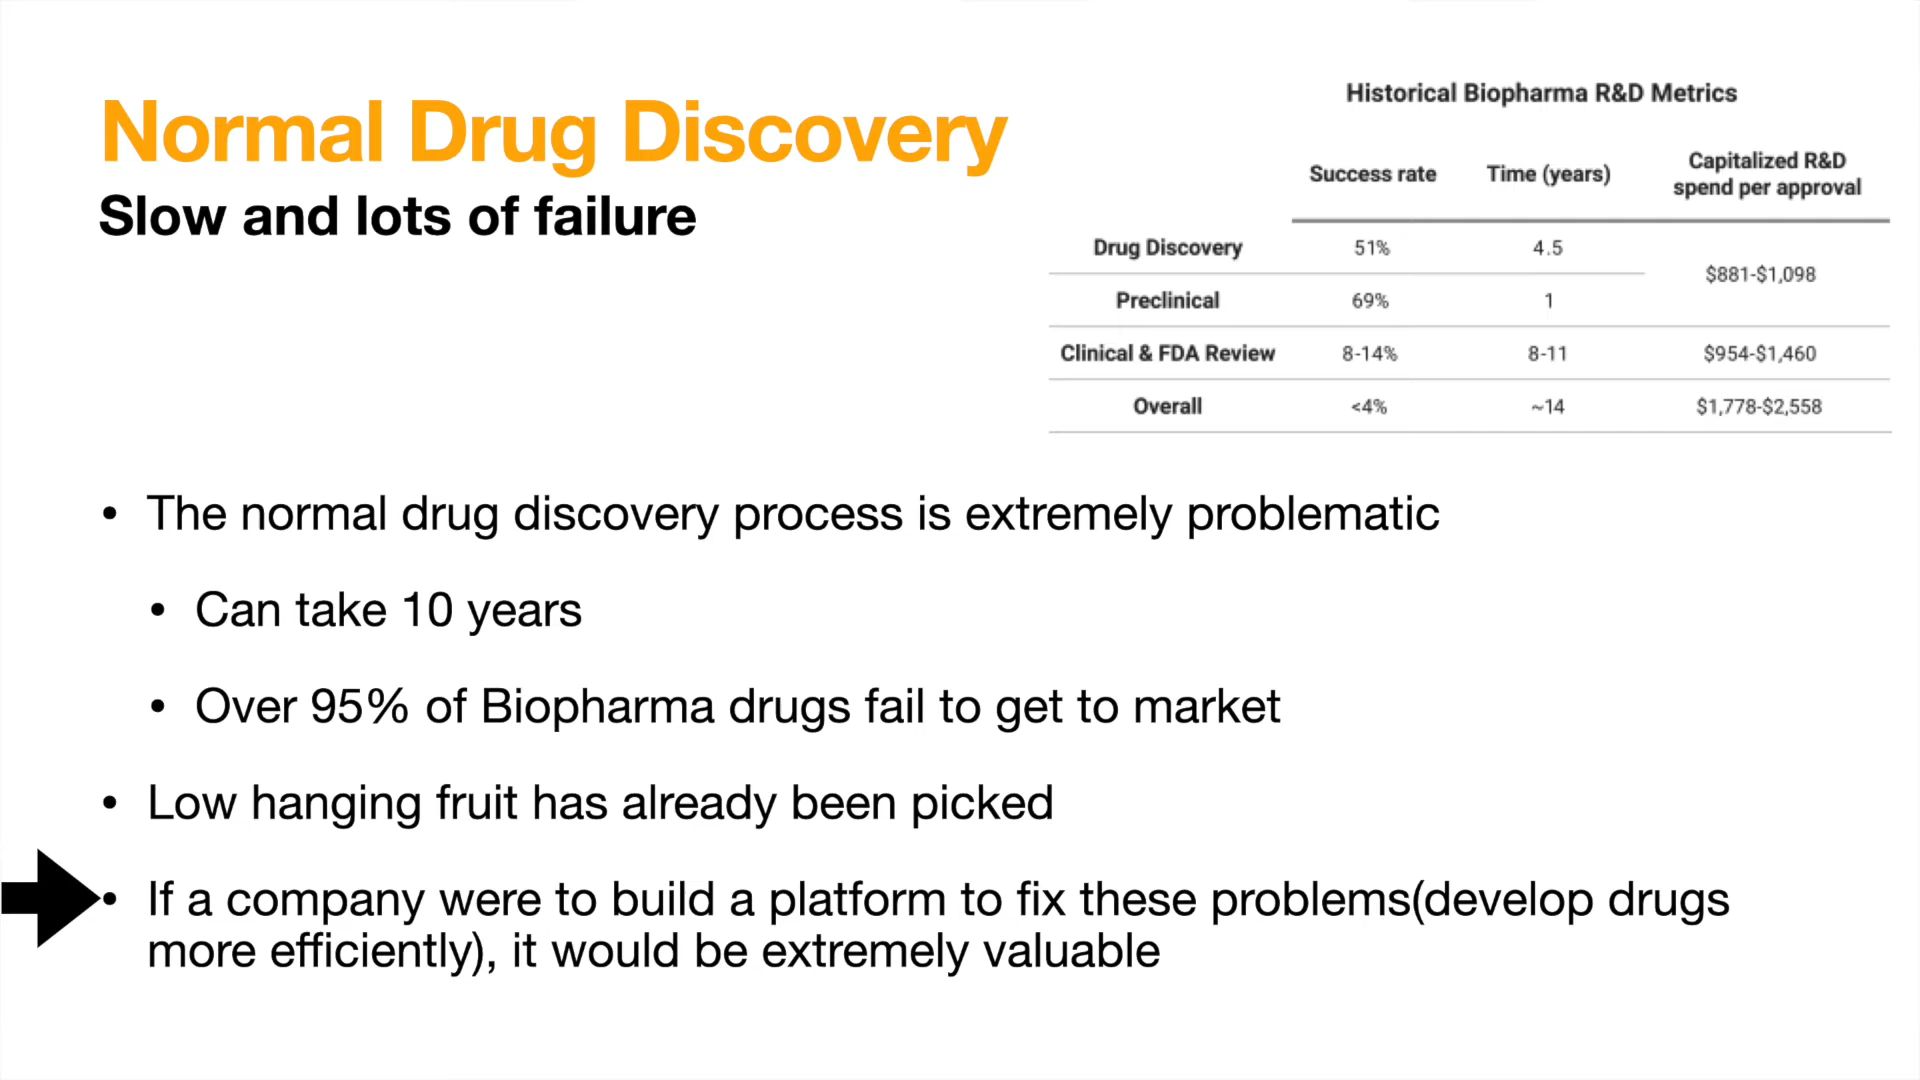 Normal Drug Discovery
Slow and lots of failure
Historical Biopharma R&D Metrics
Success rate Time (years) Capitalized R&D
spend per approval
Drug Discovery 51% 4.5
$881-$1,098
Preclinical 69% 1
Clinical & FDA Review 8-14% 8-11 $954-$1,460
Overall <4% ~14 $1,778-$2,558
• The normal drug discovery process is extremely problematic
• Can take 10 years
• Over 95% of Biopharma drugs fail to get to market
• Low hanging fruit has already been picked
• If a company were to build a platform to fix these problems(develop drugs
more efficiently), it would be extremely valuable